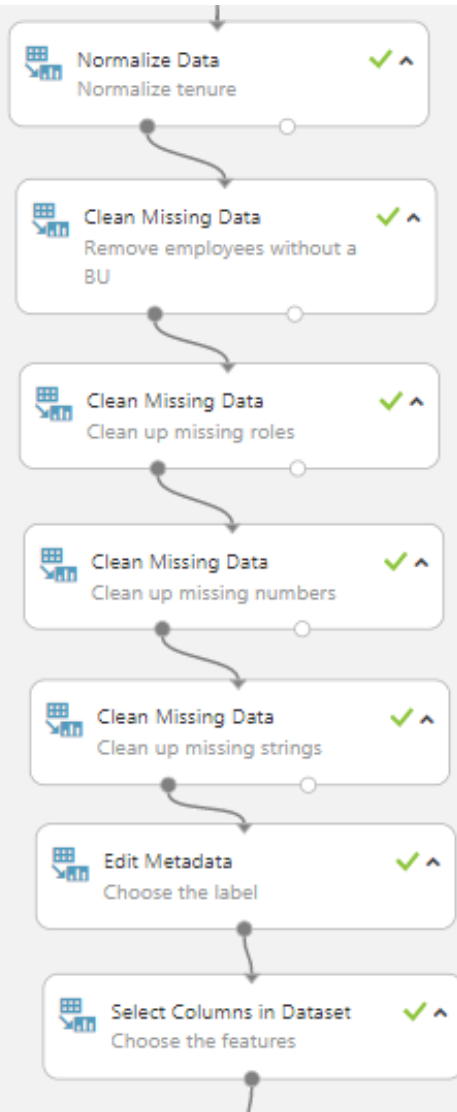 Normalize Data
Normalize tenure
Clean Missing Data
Remove employees without a
BU
Clean Missing Data
Clean up missing roles
Clean Missing Data
Clean up missing numbers
Clean Missing Data
Clean up missing strings
Edit Metadata
Choose the label
Select Columns in Dataset
Choose the features